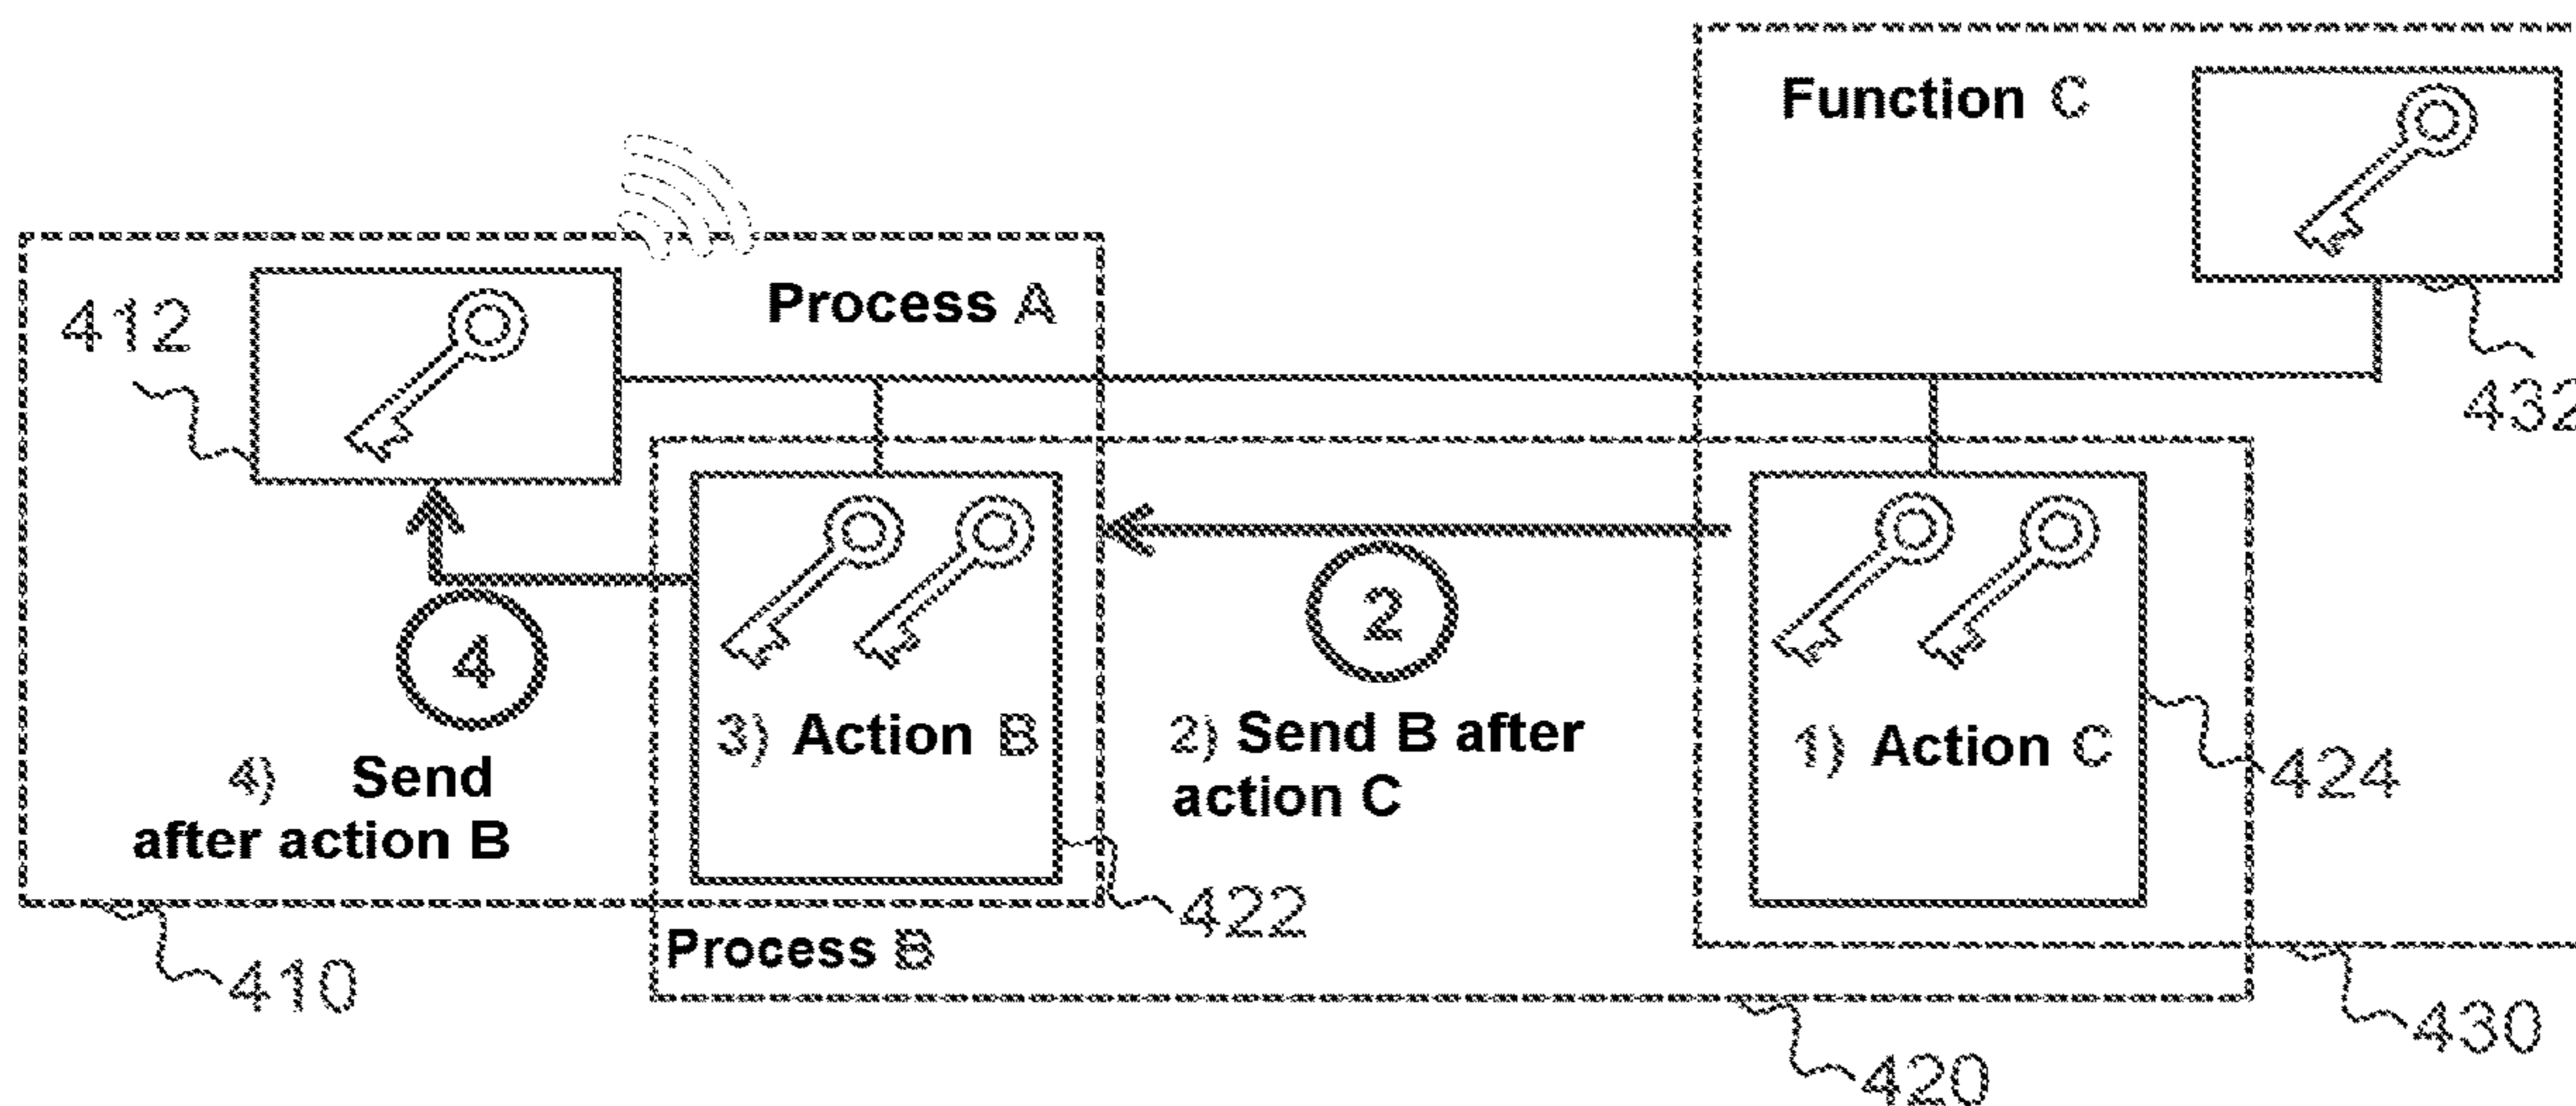 Function C
412
Process A
432
4
2
3) Action B
2) Send B after
action C
1) Action C
424
4) Send
after action B
422
Process B
410
430
420